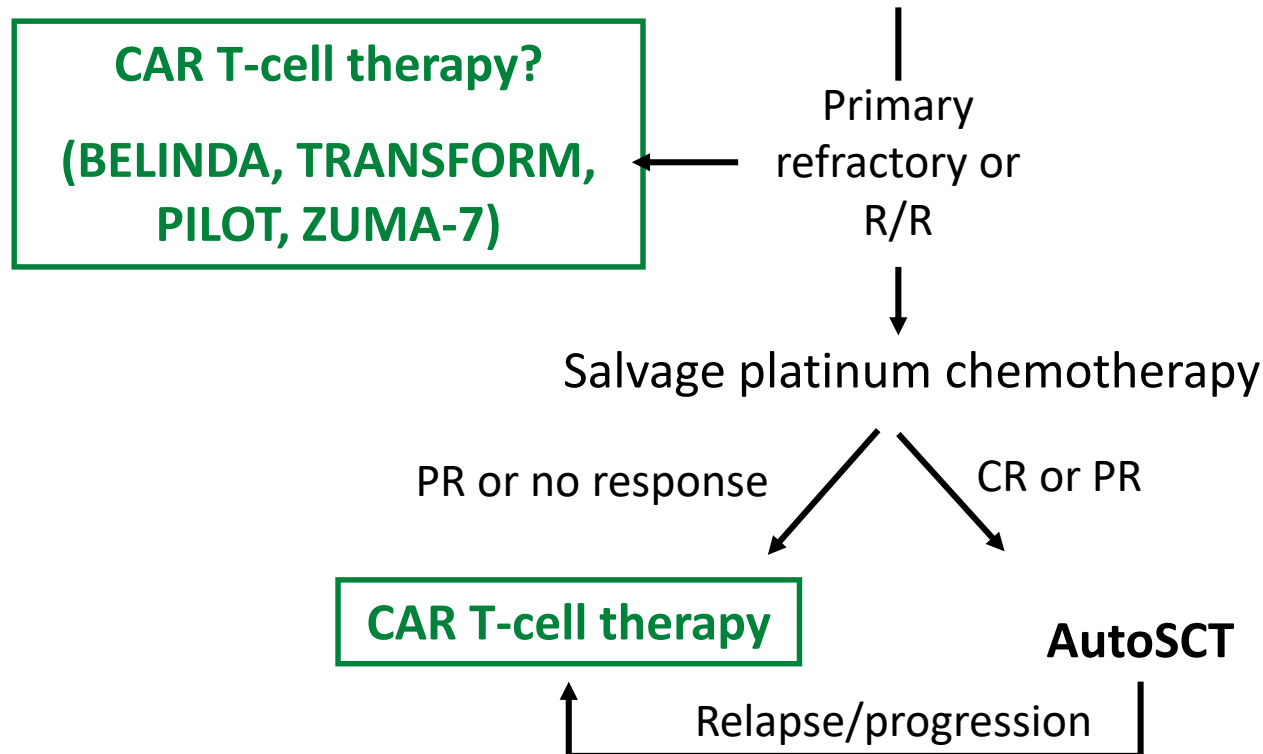 CAR T-cell therapy?
(BELINDA, TRANSFORM,
PILOT, ZUMA-7)
Primary
refractory or
R/R
Salvage platinum chemotherapy
PR or no response
CR or PR
CAR T-cell therapy
AutoSCT
Relapse/progression